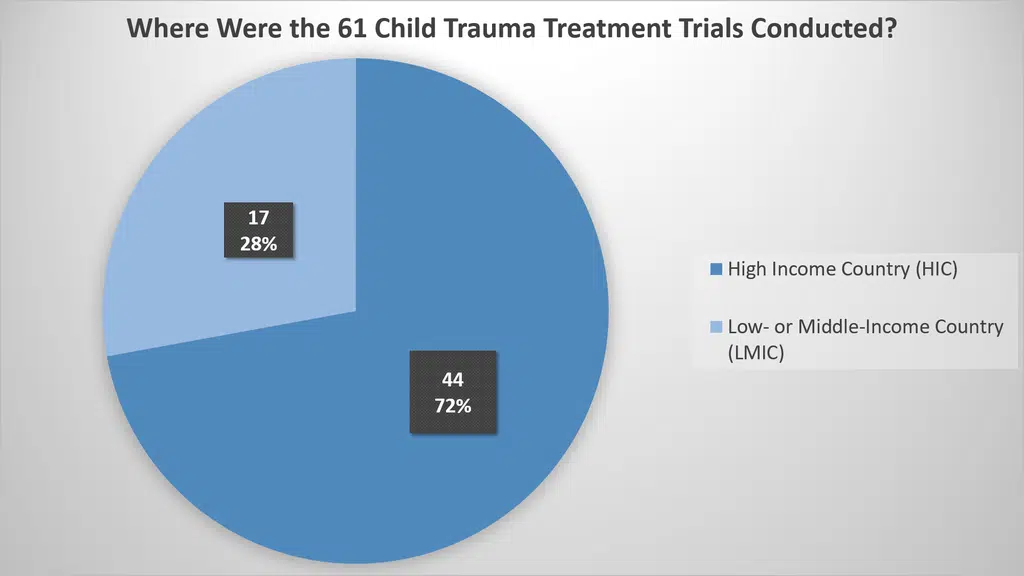 Where Were the 61 Child Trauma Treatment Trials Conducted?
17
28%
44
72%
High Income Country (HIC)
Low- or Middle-Income Country
(LMIC)